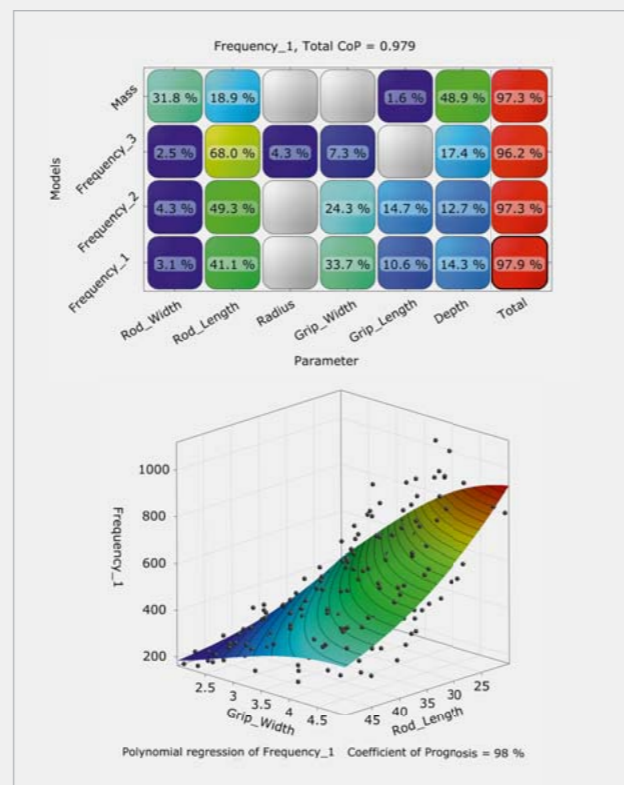 Frequency_1, Total CoP = 0.979
Models
Mass
31.8 % 18.9 % 1.6 % 48.9 % 97.3 %
Frequency_3
2.5 % 68.0 % 4.3 % 7.3 % 17.4 % 96.2 %
Frequency_2
4.3 % 49.3 % 24.3 % 14.7 % 12.7 % 97.3 %
Frequency_1
3.1 % 41.1 % 33.7 % 10.6 % 14.3 % 97.9 %
Rod_Width Rod_Length Radius Grip_Width Grip_Length Depth Total
Parameter
Frequency_1
1000
800
600
400
200
2.5 3 3.5 4 4.5
Grip_Width
45 40 35 30 25
Rod_Length
Polynomial regression of Frequency_1 Coefficient of Prognosis = 98 %